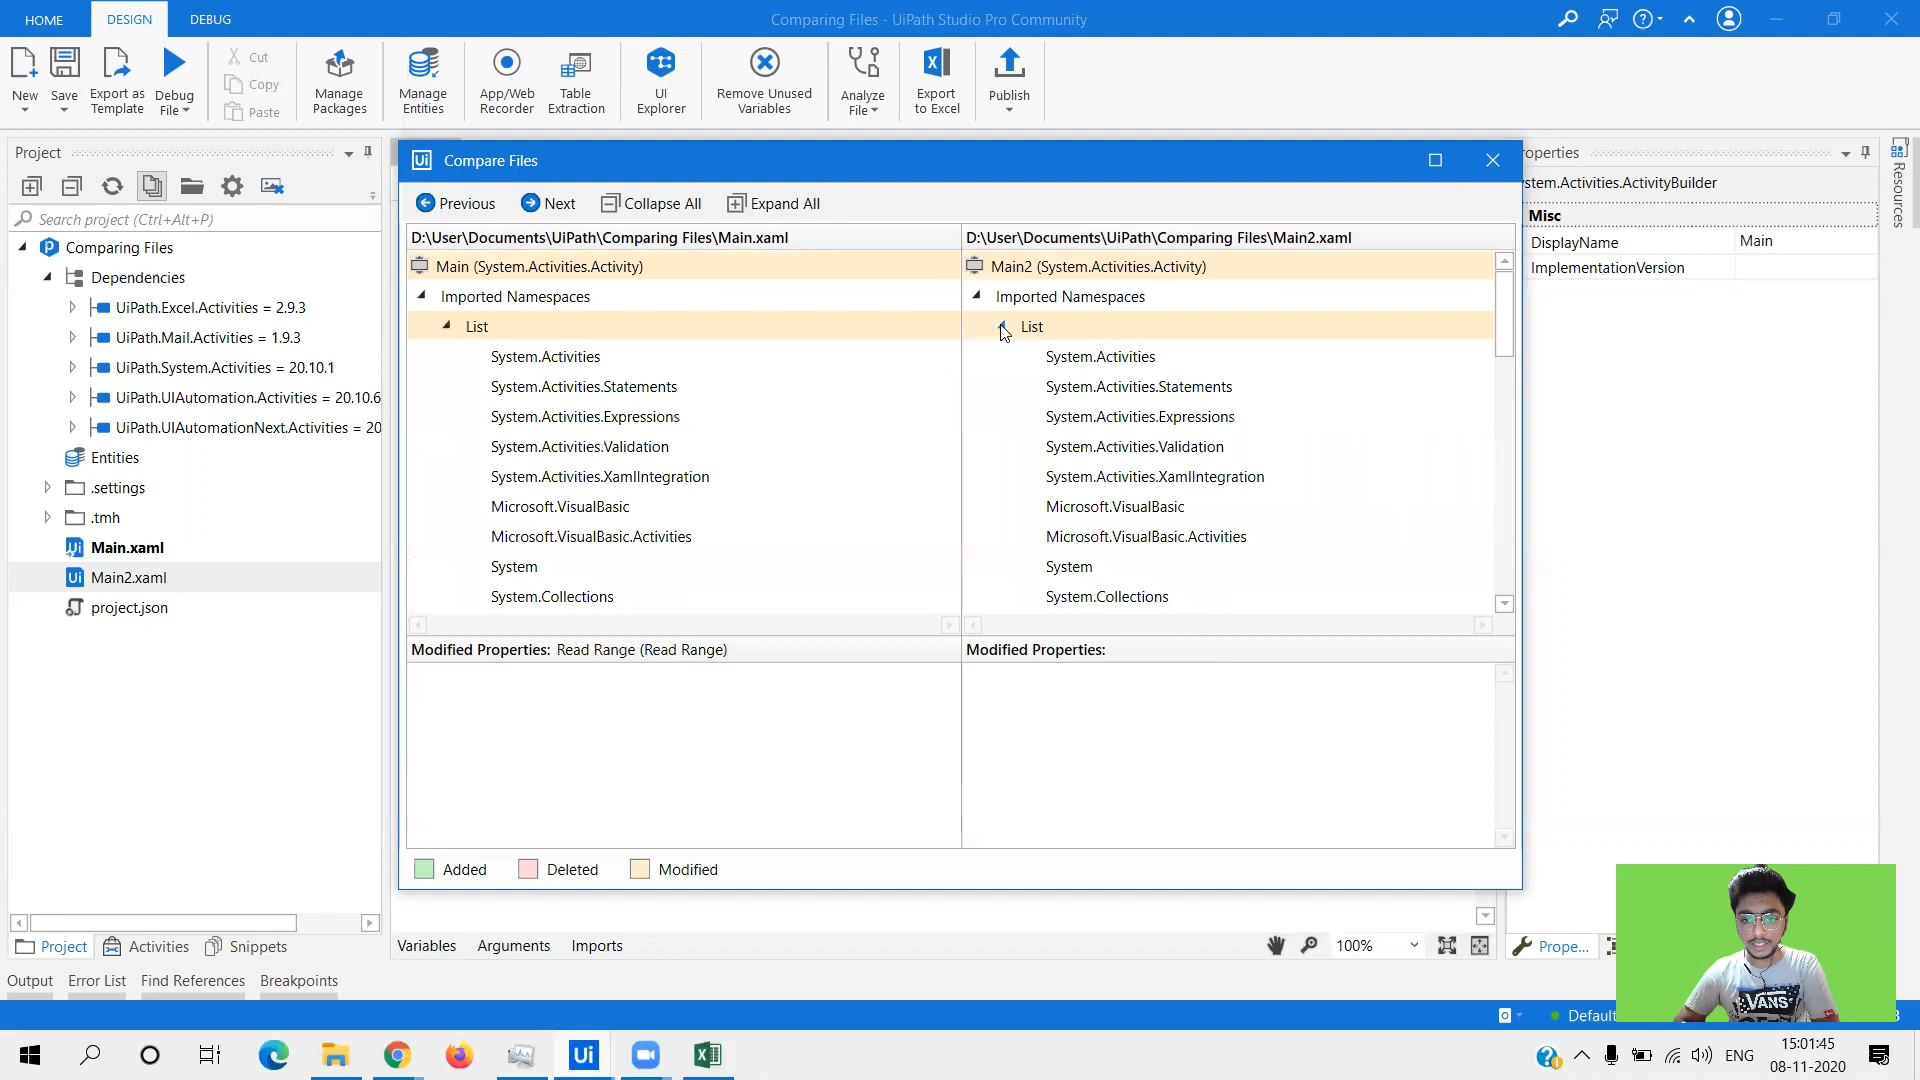 HOME
DESIGN
DEBUG
Comparing Files - UiPath Studio Pro Community
New
Save
Export as
Template
Debug
File
Cut
Copy
Paste
Manage
Packages
Manage
Entities
App/Web
Recorder
Table
Extraction
UI
Explorer
Remove Unused
Variables
Analyze
File
Export
to Excel
Publish
Project
Search project (Ctrl+Alt+P)
Comparing Files
Dependencies
UiPath.Excel.Activities = 2.9.3
UiPath.Mail.Activities = 1.9.3
UiPath.System.Activities = 20.10.1
UiPath.UIAutomation.Activities = 20.10.6
UiPath.UIAutomationNext.Activities = 20
Entities
.settings
.tmh
Main.xaml
Main2.xaml
project.json
Project
Activities
Snippets
Output
Error List
Find References
Breakpoints
Ui Compare Files
Previous
Next
Collapse All
Expand All
D:\User\Documents\UiPath\Comparing Files\Main.xaml
Main (System.Activities.Activity)
Imported Namespaces
List
System.Activities
System.Activities.Statements
System.Activities.Expressions
System.Activities.Validation
System.Activities.XamlIntegration
Microsoft.VisualBasic
Microsoft.VisualBasic.Activities
System
System.Collections
Modified Properties: Read Range (Read Range)
D:\User\Documents\UiPath\Comparing Files\Main2.xaml
Main2 (System.Activities.Activity)
Imported Namespaces
List
System.Activities
System.Activities.Statements
System.Activities.Expressions
System.Activities.Validation
System.Activities.XamlIntegration
Microsoft.VisualBasic
Microsoft.VisualBasic.Activities
System
System.Collections
Modified Properties:
Added
Deleted
Modified
Variables
Arguments
Imports
100%
operties
stem.Activities.ActivityBuilder
Misc
DisplayName
Main
ImplementationVersion
Resources
Prope...
Default
3
VANS
Ui
ENG
15:01:45
08-11-2020